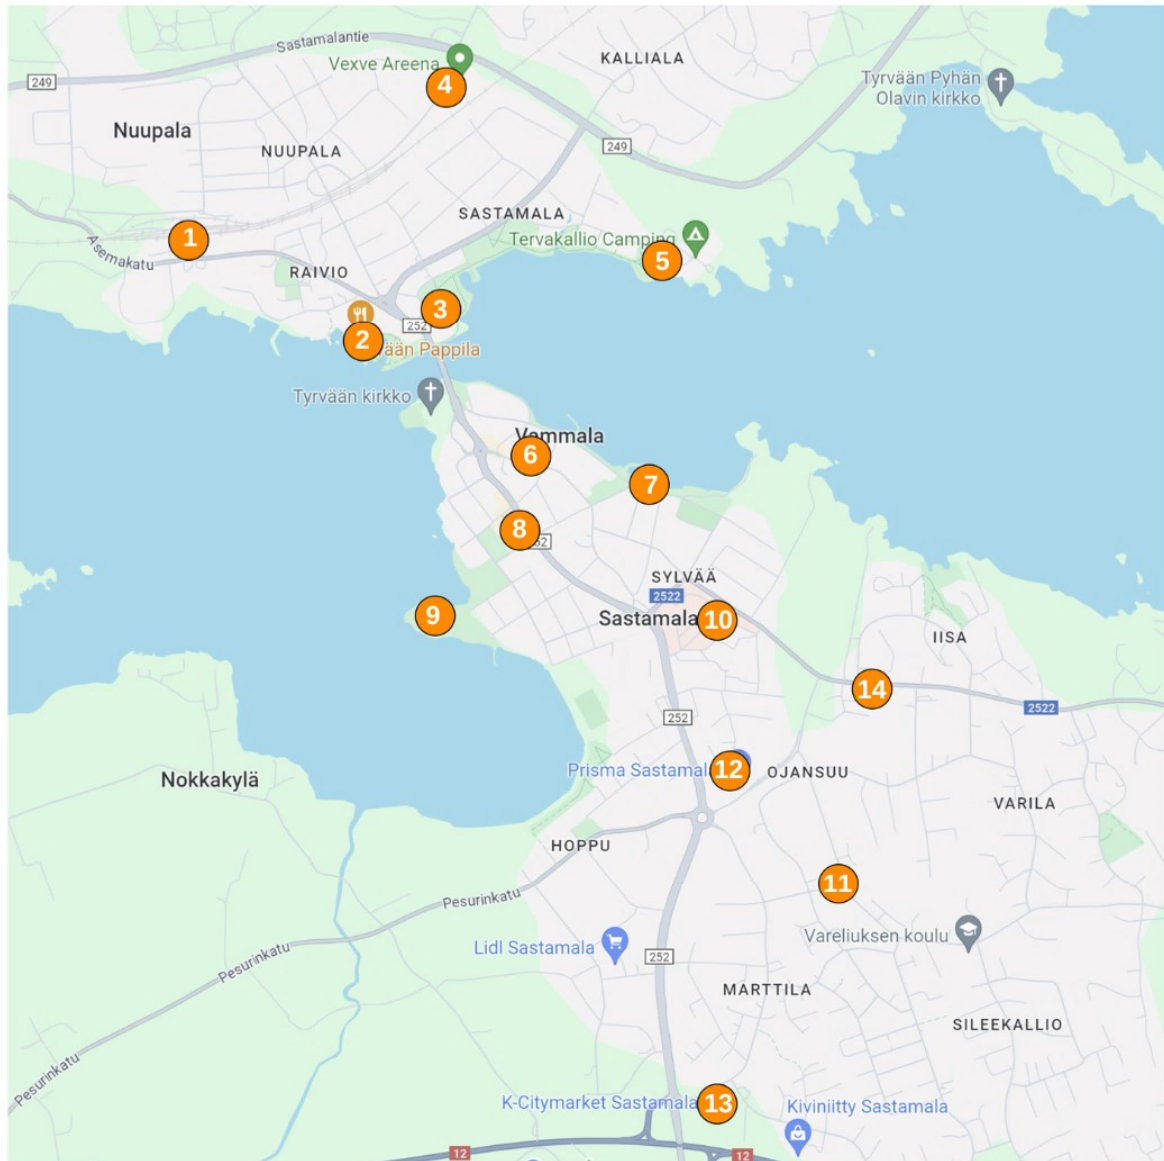 Sastamalantie
KALLIALA
Vexve Areena
249
4
Tyrvään Pyhän
Olavin kirkko
Nuupala
NUUPALA
249
SASTAMALA
1
Asemakatu
Tervakallio Camping
5
RAIVIO
3
252
2
ään Pappila
Tyrvään kirkko
Vammala
6
7
8
252
SYLVÄÄ
2522
9
Sastamala
10
IISA
14
252
2522
Prisma Sastamala
12
OJANSUU
Nokkakylä
VARILA
HOPPU
11
Pesurinkatu
Vareliuksen koulu
Lidl Sastamala
252
Pesurinkatu
MARTTILA
SILEEKALLIO
Pesurinkatu
K-Citymarket Sastamala
13
Kiviniitty Sastamala
12
12